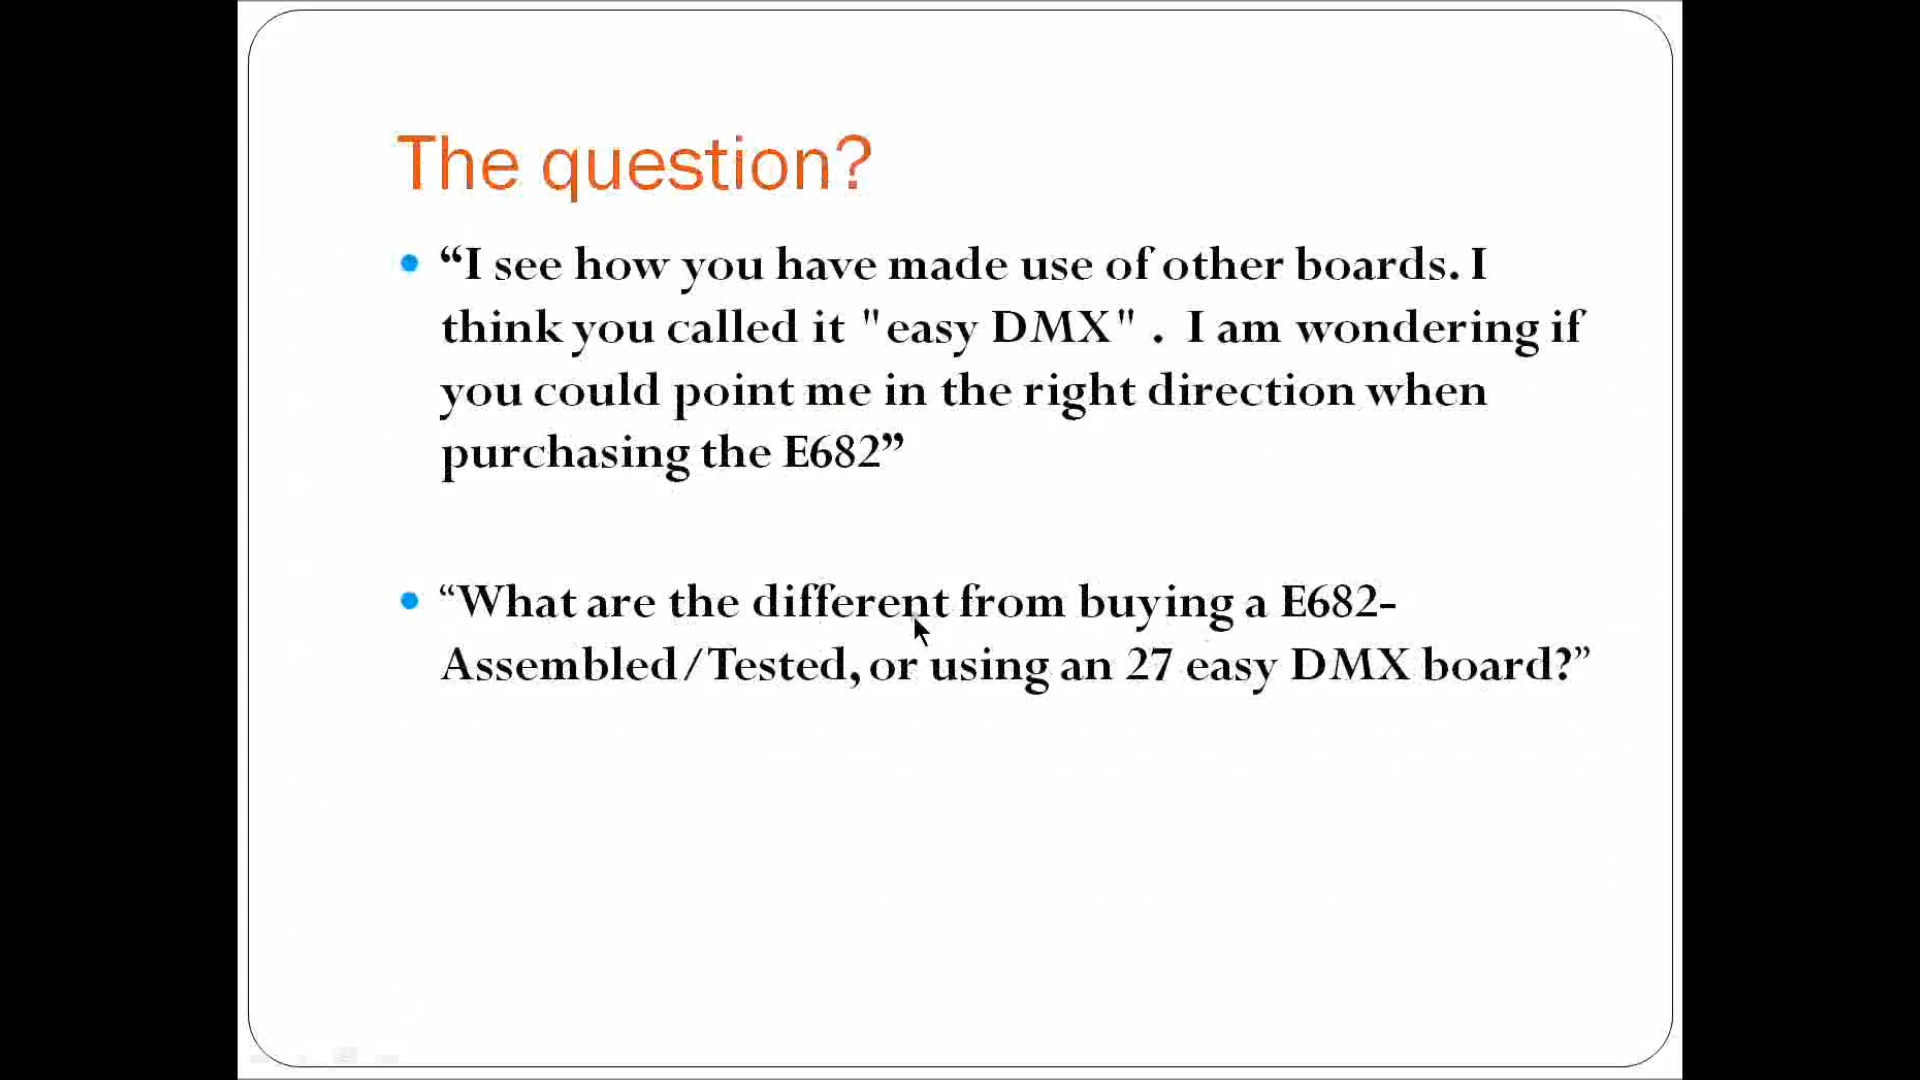 The question?
“I see how you have made use of other boards. I
think you called it "easy DMX" . I am wondering if
you could point me in the right direction when
purchasing the E682”
“What are the different from buying a E682-
Assembled/Tested, or using an 27 easy DMX board?”